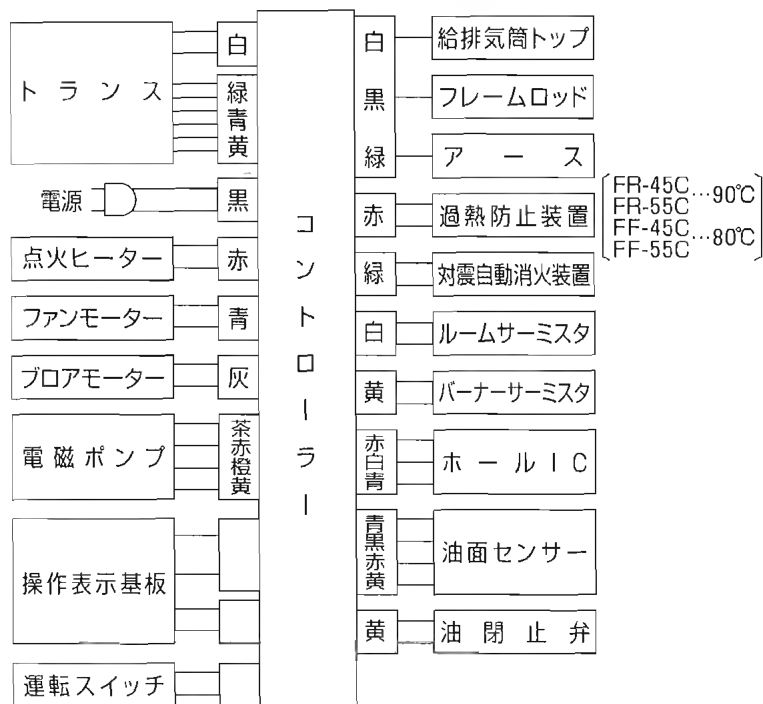 トランス
白
緑
青
黄
電源
黒
点火ヒーター
赤
ファンモーター
青
ブロアモーター
灰
電磁ポンプ
茶
赤
橙
黄
操作表示基板
運転スイッチ
コントローラー
白
給排気筒トップ
黒
フレームロッド
緑
アース
赤
過熱防止装置
FR-45C
FR-55C
…90℃
FF-45C
FF-55C
…80℃
緑
対震自動消火装置
白
ルームサーミスタ
黄
バーナーサーミスタ
赤
白
青
ホールIC
青
黒
赤
黄
油面センサー
黄
油閉止弁